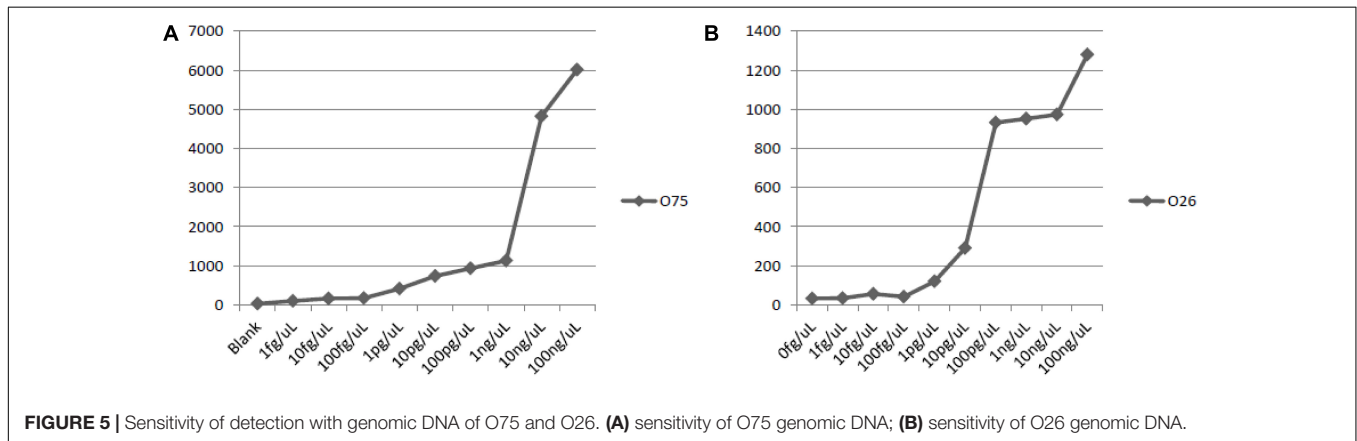 A
7000
6000
5000
4000
3000
2000
1000
0
Blank
1fg/uL
10fg/uL
100fg/uL
1pg/uL
10pg/uL
100pg/uL
1ng/uL
10ng/uL
100ng/uL
O75
B
1400
1200
1000
800
600
400
200
0
0fg/uL
1fg/uL
10fg/uL
100fg/uL
1pg/uL
10pg/uL
100pg/uL
1ng/uL
10ng/uL
100ng/uL
O26
FIGURE 5 | Sensitivity of detection with genomic DNA of O75 and O26. (A) sensitivity of O75 genomic DNA; (B) sensitivity of O26 genomic DNA.